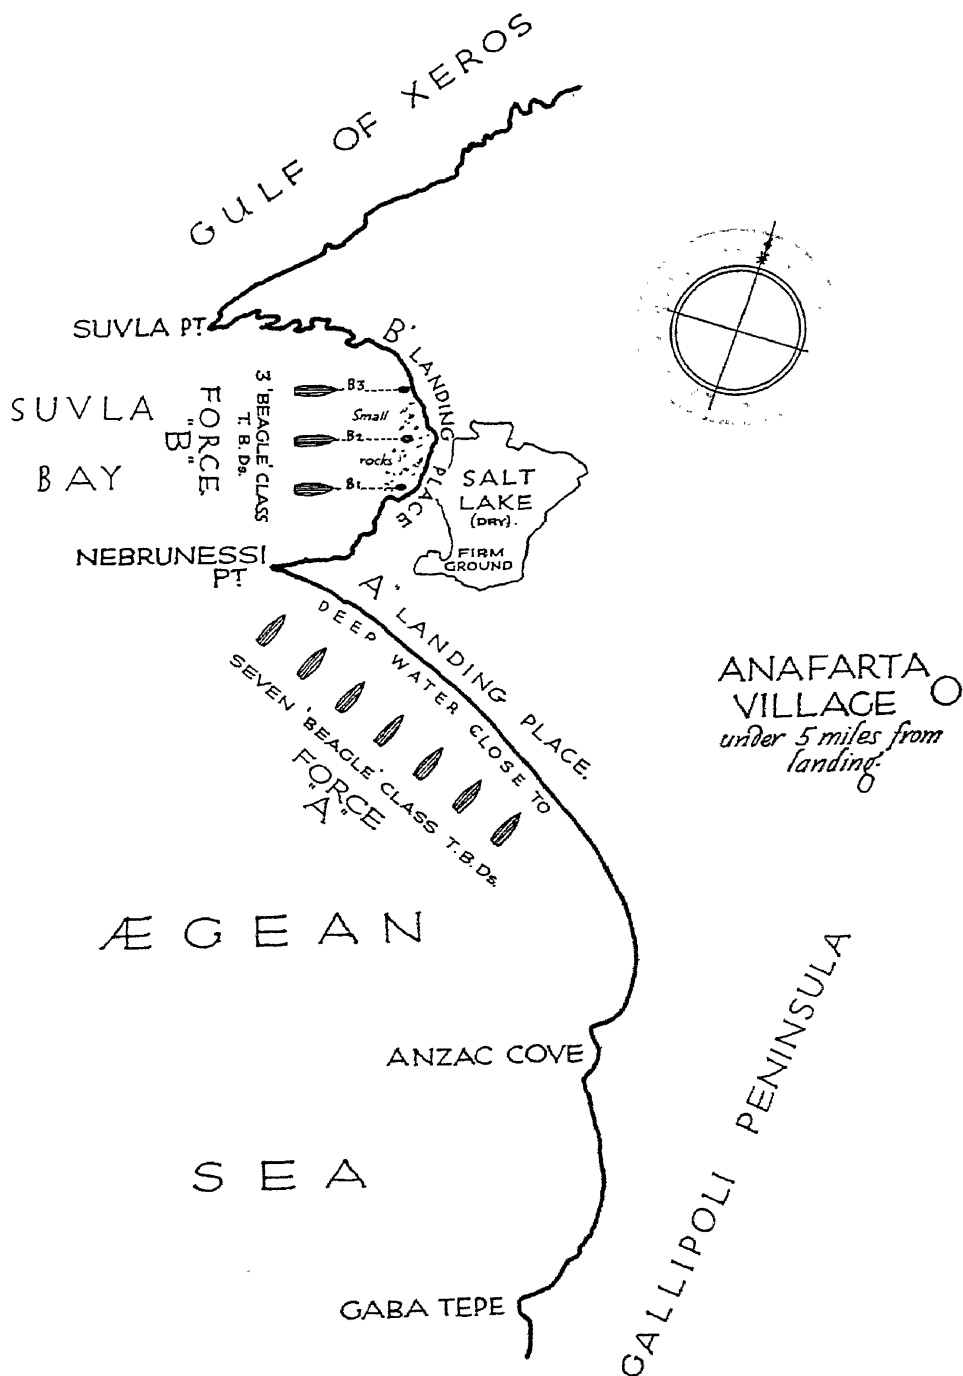 GULF OF XEROS
SUVLA PT.
'B' LANDING PLACE
SUVLA
BAY
FORCE
"B"
3 'BEAGLE' CLASS
T. B. Ds.
B3
Small
B2
rocks
B1
SALT
LAKE
(DRY).
FIRM
GROUND
NEBRUNESSI
PT.
'A' LANDING PLACE.
DEEP WATER CLOSE TO
SEVEN 'BEAGLE' CLASS T.B.Ds.
FORCE
"A"
ANAFARTA
VILLAGE
under 5 miles from
landing.
ÆGEAN
ANZAC COVE
SEA
GABA TEPE
GALLIPOLI PENINSULA